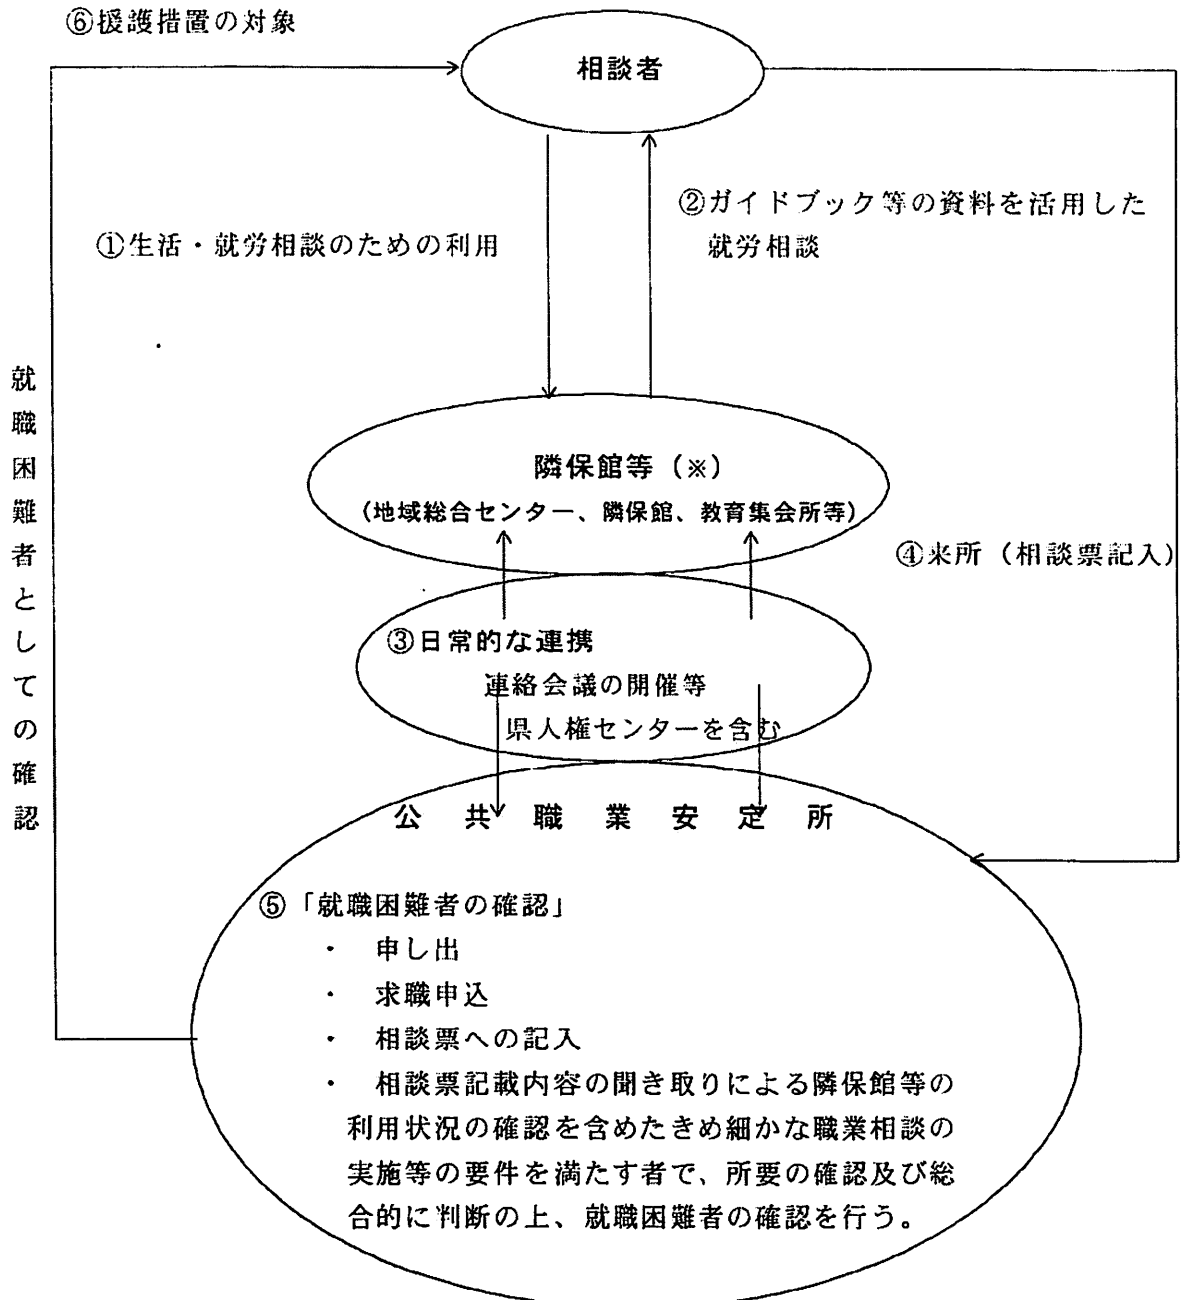 ⑥援護措置の対象
相談者
②ガイドブック等の資料を活用した
就労相談
①生活・就労相談のための利用
就職困難者としての確認
隣保館等（※）
（地域総合センター、隣保館、教育集会所等）
④来所（相談票記入）
③日常的な連携
連絡会議の開催等
県人権センターを含む
公共職業安定所
⑤「就職困難者の確認」
・　申し出
・　求職申込
・　相談票への記入
・　相談票記載内容の聞き取りによる隣保館等の
利用状況の確認を含めたきめ細かな職業相談の
実施等の要件を満たす者で、所要の確認及び総
合的に判断の上、就職困難者の確認を行う。